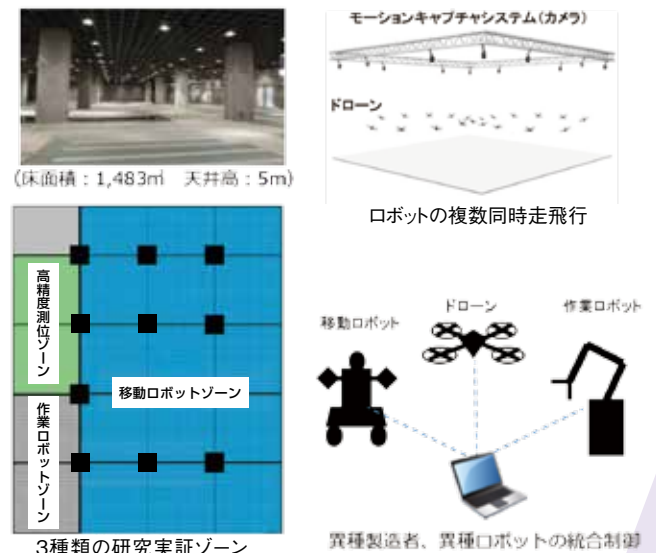 (床面積：1,483㎡　天井高：5m)
モーションキャプチャシステム(カメラ)
ドローン
ロボットの複数同時走飛行
高精度測位ゾーン
作業ロボットゾーン
移動ロボットゾーン
3種類の研究実証ゾーン
移動ロボット
ドローン
作業ロボット
異種製造者、異種ロボットの統合制御